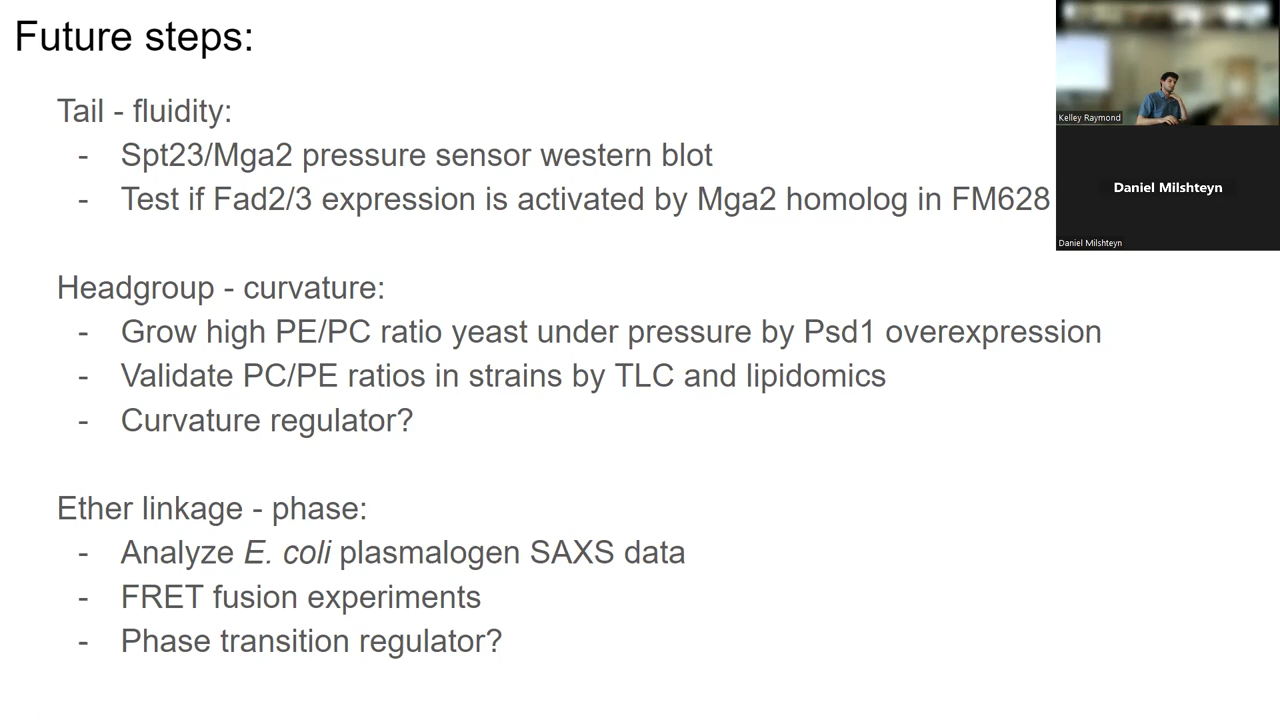 Future steps:
Tail - fluidity:
- Spt23/Mga2 pressure sensor western blot
- Test if Fad2/3 expression is activated by Mga2 homolog in FM628
Headgroup - curvature:
- Grow high PE/PC ratio yeast under pressure by Psd1 overexpression
- Validate PC/PE ratios in strains by TLC and lipidomics
- Curvature regulator?
Ether linkage - phase:
- Analyze E. coli plasmalogen SAXS data
- FRET fusion experiments
- Phase transition regulator?
Kelley Raymond
Daniel Milshteyn
Daniel Milshteyn